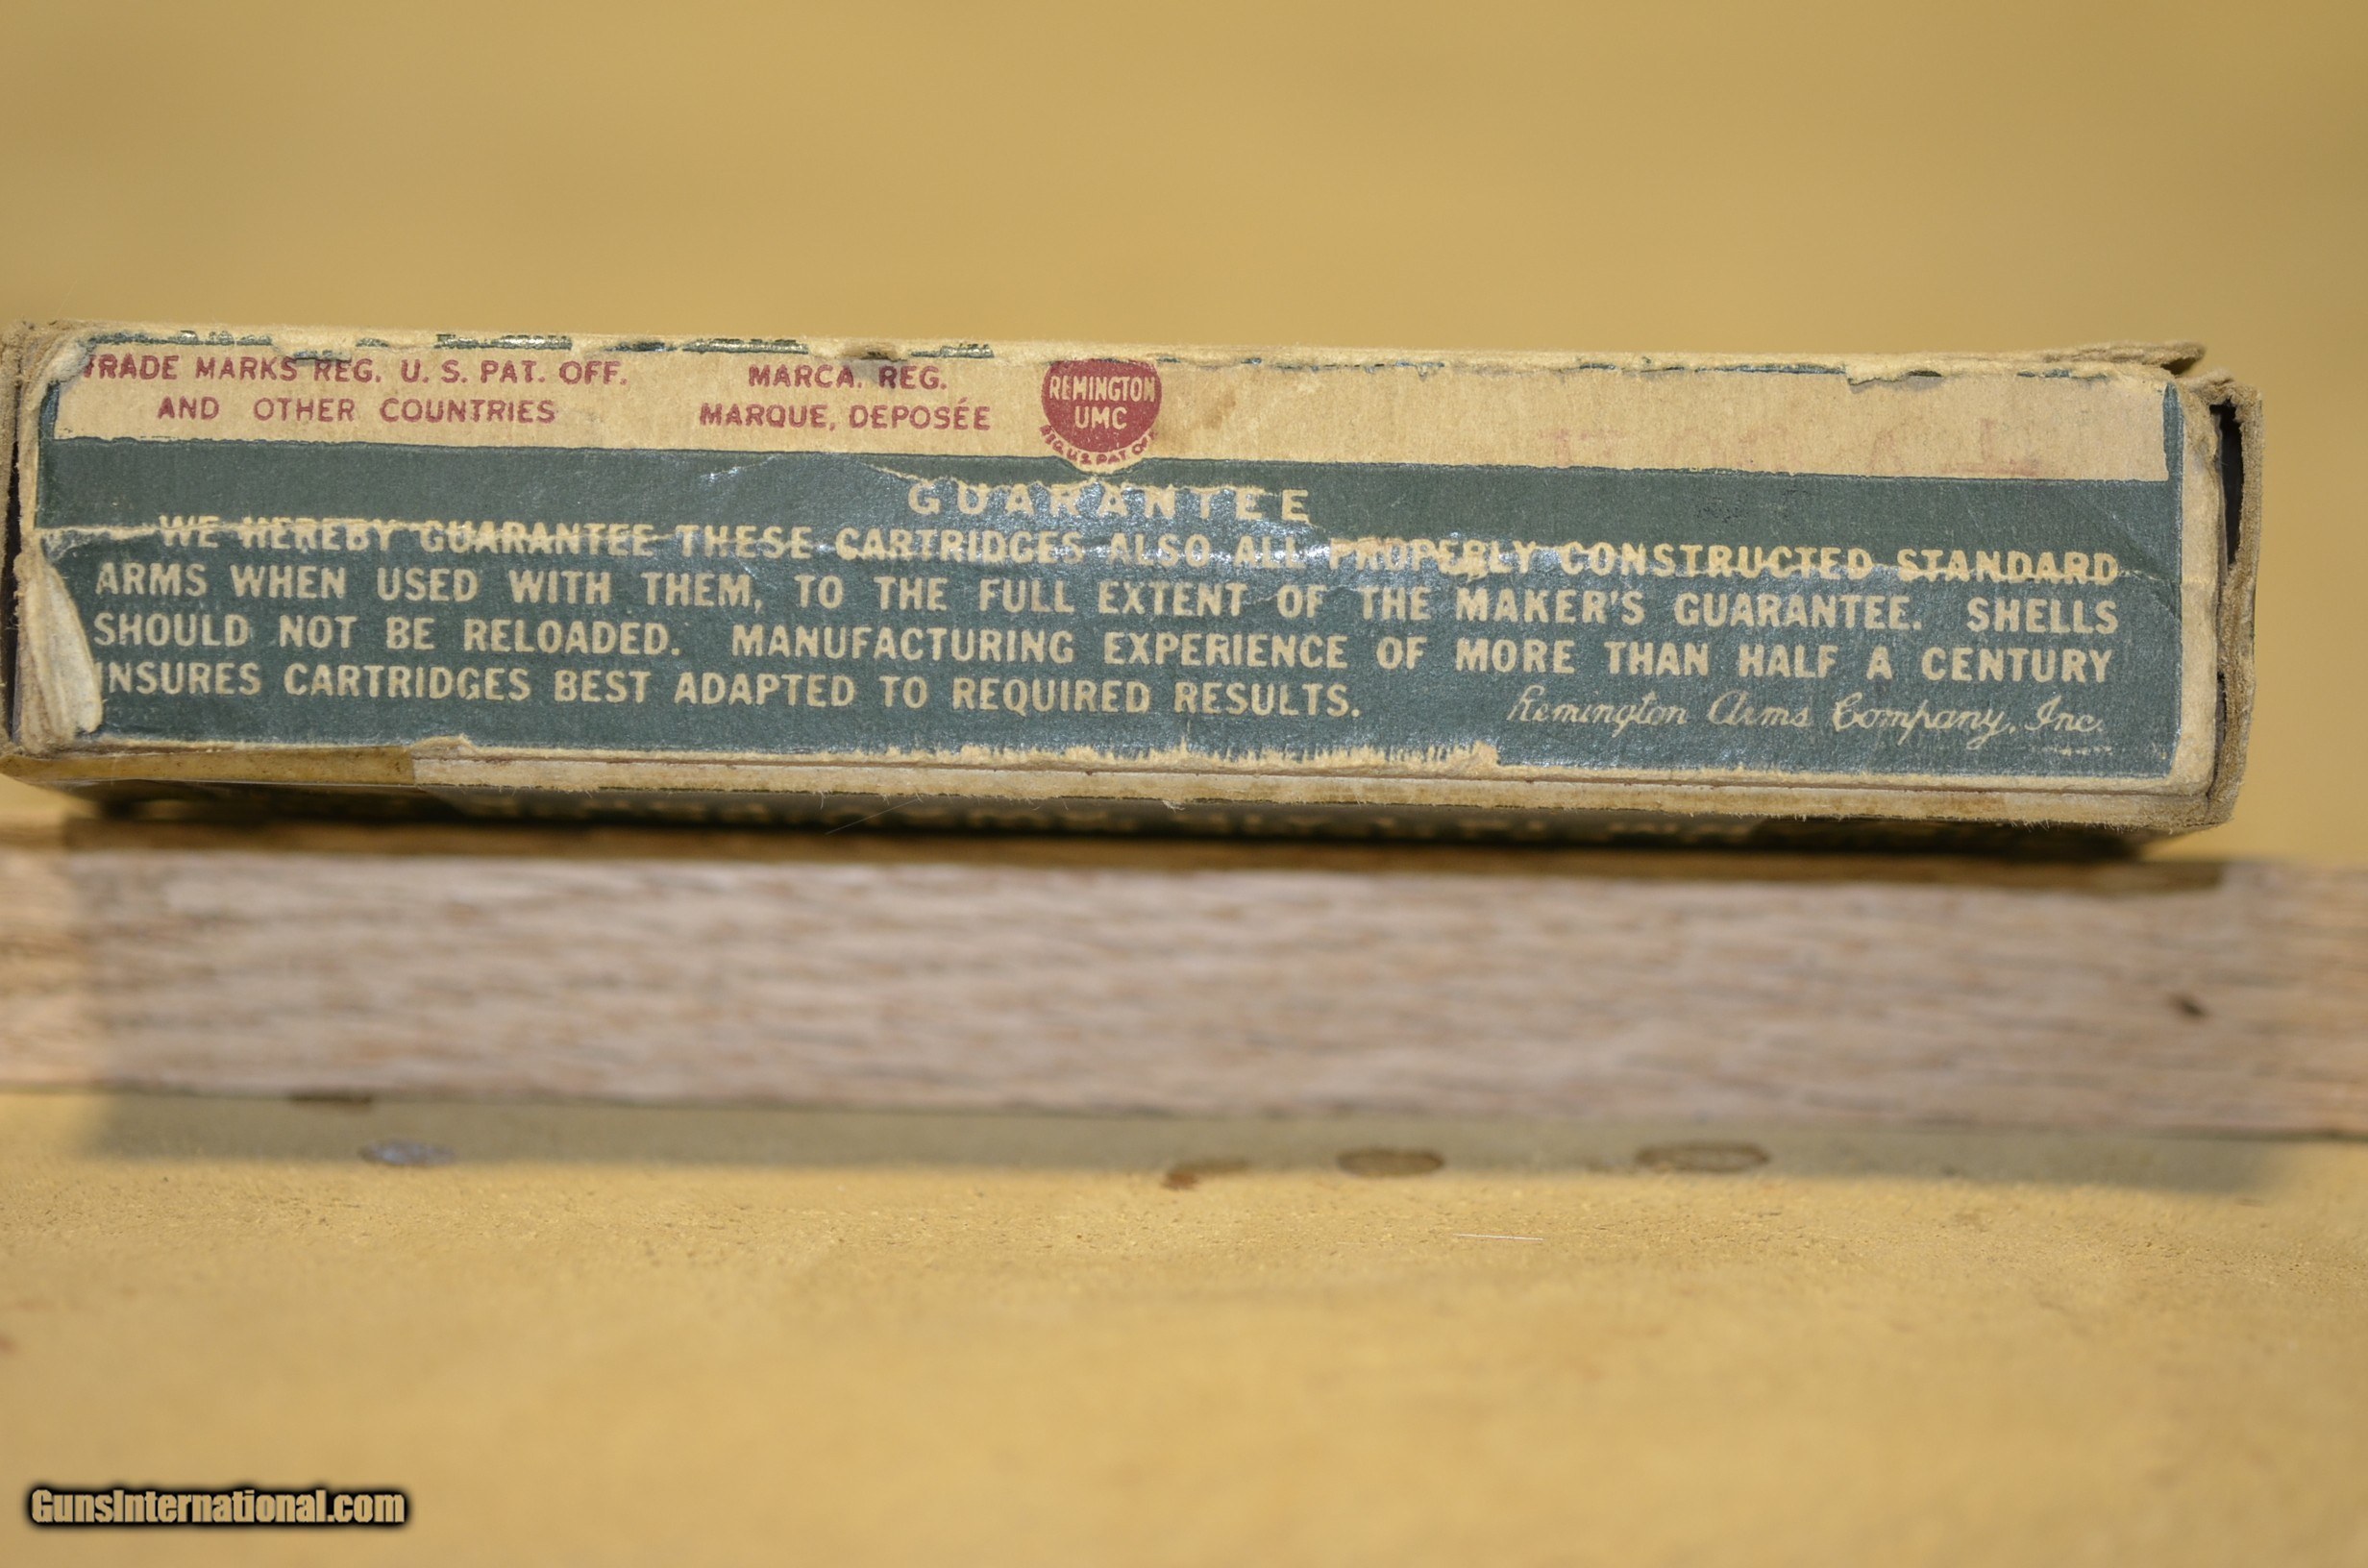 TRADE MARKS REG. U. S. PAT. OFF.
AND OTHER COUNTRIES
MARCA. REG.
MARQUE, DEPOSÉE
REMINGTON
UMC
REG. U.S. PAT. OFF.
GUARANTEE
WE HEREBY GUARANTEE THESE CARTRIDGES ALSO ALL PROPERLY CONSTRUCTED STANDARD
ARMS WHEN USED WITH THEM, TO THE FULL EXTENT OF THE MAKER'S GUARANTEE. SHELLS
SHOULD NOT BE RELOADED. MANUFACTURING EXPERIENCE OF MORE THAN HALF A CENTURY
INSURES CARTRIDGES BEST ADAPTED TO REQUIRED RESULTS.
Remington Arms Company, Inc.
GunsInternational.com